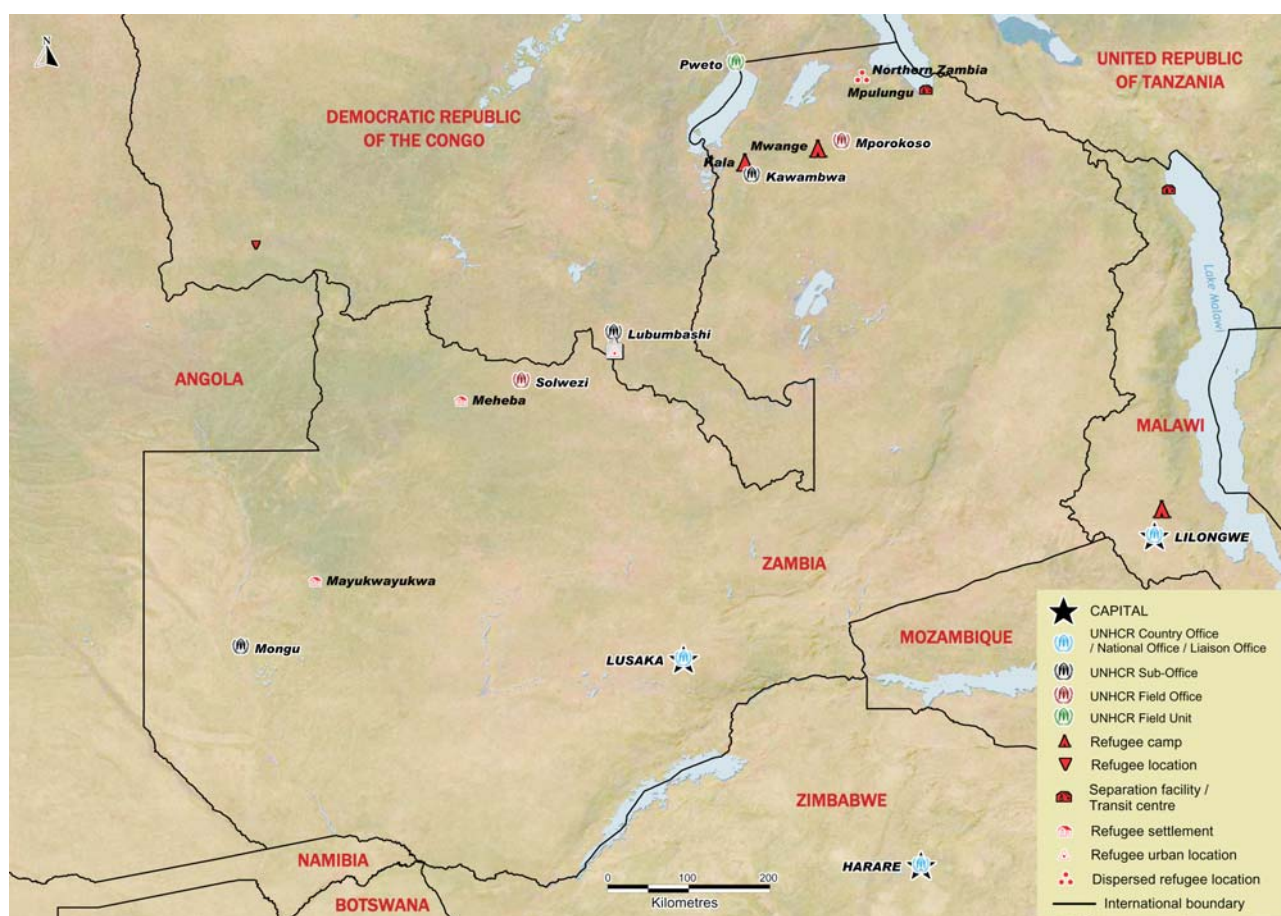 N
Pweto
Northern Zambia
Mpulungu
UNITED REPUBLIC
OF TANZANIA
DEMOCRATIC REPUBLIC
OF THE CONGO
Mwange
Mporokoso
Kala
Kawambwa
Lake Malawi
Lubumbashi
ANGOLA
Solwezi
Meheba
MALAWI
LILONGWE
ZAMBIA
Mayukwayukwa
MOZAMBIQUE
Mongu
LUSAKA
ZIMBABWE
NAMIBIA
HARARE
BOTSWANA
0 100 200
Kilometres
CAPITAL
UNHCR Country Office
/ National Office / Liaison Office
UNHCR Sub-Office
UNHCR Field Office
UNHCR Field Unit
Refugee camp
Refugee location
Separation facility /
Transit centre
Refugee settlement
Refugee urban location
Dispersed refugee location
International boundary